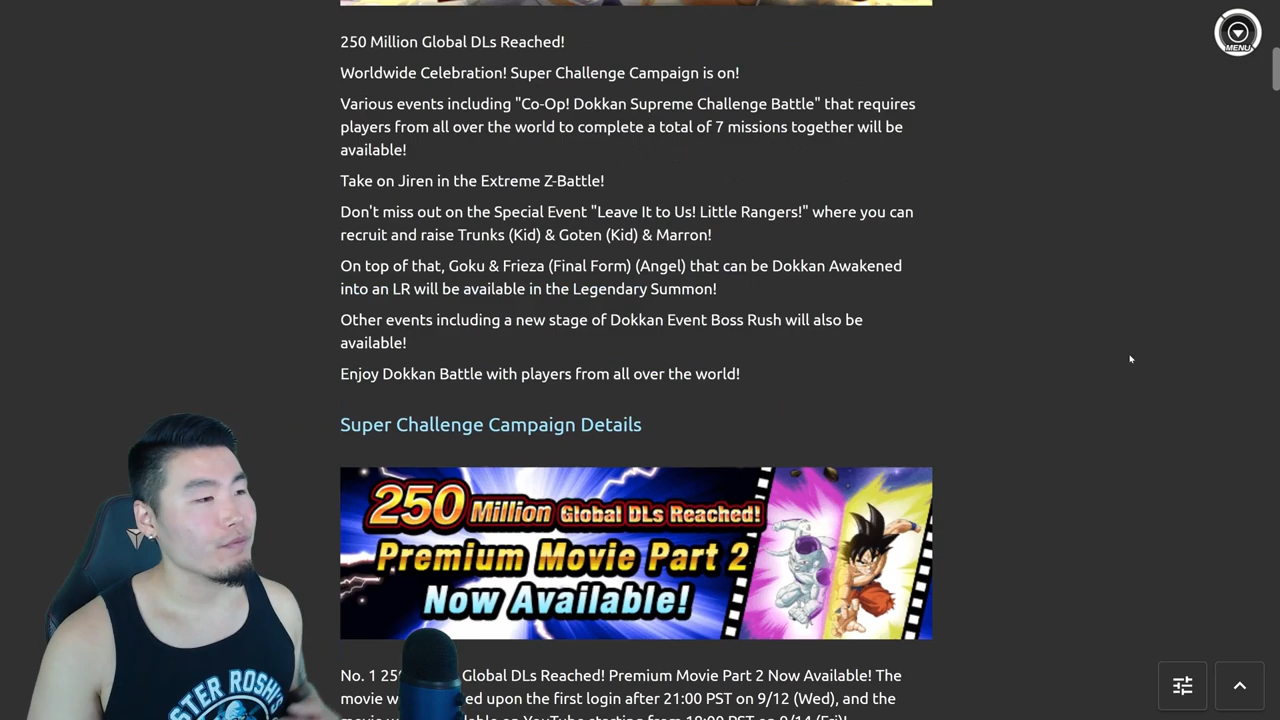 MENU
250 Million Global DLs Reached!
Worldwide Celebration! Super Challenge Campaign is on!
Various events including "Co-Op! Dokkan Supreme Challenge Battle" that requires
players from all over the world to complete a total of 7 missions together will be
available!
Take on Jiren in the Extreme Z-Battle!
Don't miss out on the Special Event "Leave It to Us! Little Rangers!" where you can
recruit and raise Trunks (Kid) & Goten (Kid) & Marron!
On top of that, Goku & Frieza (Final Form) (Angel) that can be Dokkan Awakened
into an LR will be available in the Legendary Summon!
Other events including a new stage of Dokkan Event Boss Rush will also be
available!
Enjoy Dokkan Battle with players from all over the world!
Super Challenge Campaign Details
250 Million Global DLs Reached!
Premium Movie Part 2
Now Available!
No. 1 Global DLs Reached! Premium Movie Part 2 Now Available! The
movie upon the first login after 21:00 PST on 9/12 (Wed), and the
ROSHI'S